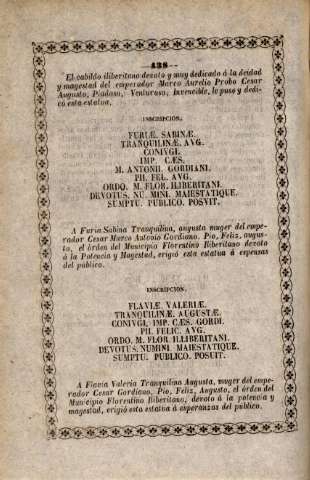 —438—
El cabildo iliberitano devoto y muy dedicado á la deidad
y magestad del emperador Marco Aurelio Probo Cesar
Augusto, Piadoso, Venturoso, Invencible, lo puso y dedi-
có esta estatua.
INSCRIPCION.
FURIÆ. SABINÆ.
TRANQUILINÆ. AVG.
CONIVGI.
IMP. CÆS.
M. ANTONII. GORDIANI.
PII. FEL. AVG.
ORDO. M. FLOR. ILIBERITANI.
DEVOTUS, NU. MINI. MAIESTATIQUE.
SUMPTU. PUBLICO. POSVIT.
A Furia Sabina Tranquilina, augusta muger del empe-
rador Cesar Marco Antonio Gordiano, Pio, Feliz, augus-
to, el órden del Municipio Florentino Iliberitano devoto
á la Potencia y Magestad, erigió esta estatua á espensas
del público.
INSCRIPCION.
FLAVIÆ. VALERIÆ.
TRANQUILINÆ. AUGUSTÆ.
CONIVGI, IMP. CÆS. GORDI.
PII. FELIC. AVG.
ORDO. M. FLOR. ILLIBERITANI.
DEVOTUS. NUMINI. MAIESTATIQUE.
SUMPTU. PUBLICO. POSUIT.
A Flavia Valeria Tranquilina Augusta, muger del empe-
rador Cesar Gordiano, Pio, Feliz, Augusto, el órden del
Municipio Florentino Iliberitano, devoto á la potencia y
magestad, erigió esta estatua á esperanzas del público.